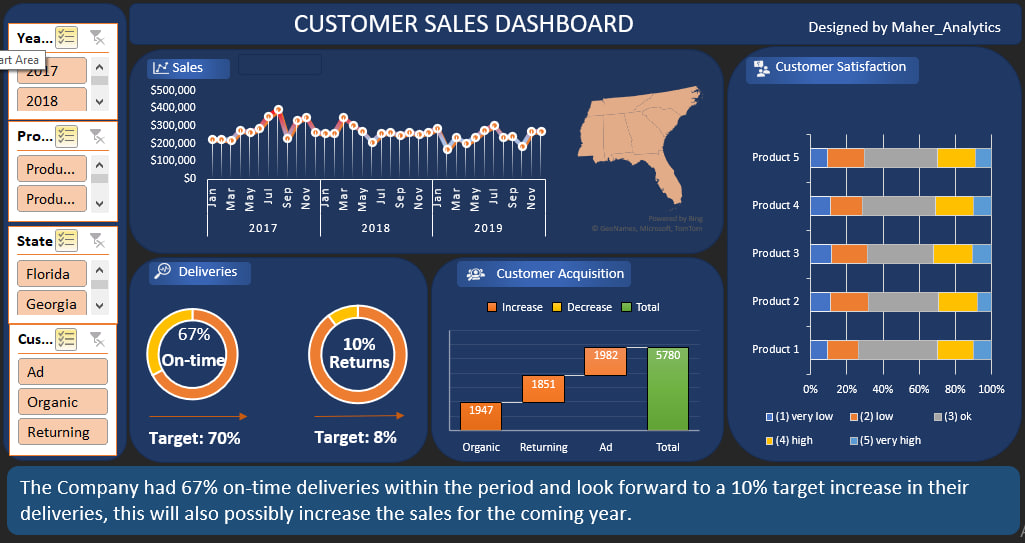 CUSTOMER SALES DASHBOARD
Designed by Maher_Analytics
Yea...
art Area
2017
2018
Pro...
Produ...
Produ...
State
Florida
Georgia
Cus...
Ad
Organic
Returning
Sales
$500,000
$400,000
$300,000
$200,000
$100,000
$0
Jan Mar May Jul Sep Nov Jan Mar May Jul Sep Nov Jan Mar May Jul Sep Nov
2017 2018 2019
Powered by Bing
© GeoNames, Microsoft, TomTom
Deliveries
67%
On-time
Target: 70%
10%
Returns
Target: 8%
Customer Acquisition
Increase Decrease Total
1947 1851 1982 5780
Organic Returning Ad Total
Customer Satisfaction
Product 5
Product 4
Product 3
Product 2
Product 1
0% 20% 40% 60% 80% 100%
(1) very low (2) low (3) ok
(4) high (5) very high
The Company had 67% on-time deliveries within the period and look forward to a 10% target increase in their
deliveries, this will also possibly increase the sales for the coming year.